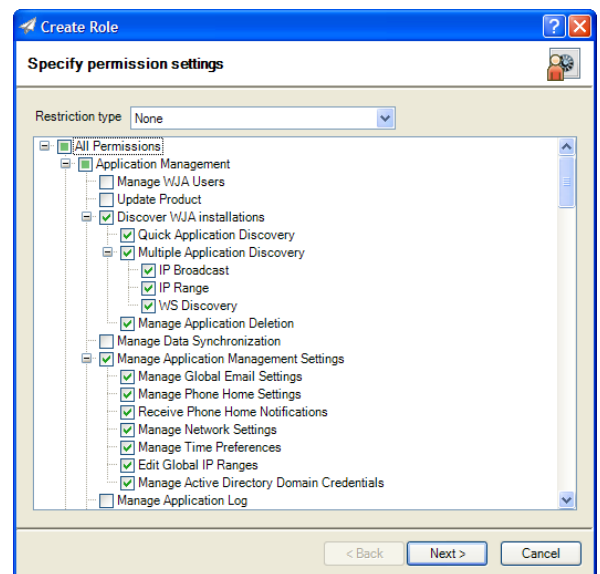 Create Role
Specify permission settings
Restriction type None
All Permissions
Application Management
Manage WJA Users
Update Product
Discover WJA installations
Quick Application Discovery
Multiple Application Discovery
IP Broadcast
IP Range
WS Discovery
Manage Application Deletion
Manage Data Synchronization
Manage Application Management Settings
Manage Global Email Settings
Manage Phone Home Settings
Receive Phone Home Notifications
Manage Network Settings
Manage Time Preferences
Edit Global IP Ranges
Manage Active Directory Domain Credentials
Manage Application Log
< Back Next > Cancel